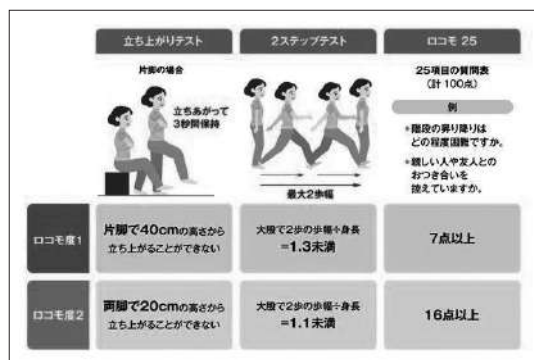 立ち上がりテスト
2ステップテスト
ロコモ 25
片脚の場合
立ちあがって
3秒間保持
最大2歩幅
25項目の質問表
(計 100点)
例
•階段の昇り降りは
どの程度困難ですか。
•親しい人や友人との
おつき合いを
控えていますか。
ロコモ度1
片脚で40cmの高さから
立ち上がることができない
大股で2歩の歩幅÷身長
=1.3未満
7点以上
ロコモ度2
両脚で20cmの高さから
立ち上がることができない
大股で2歩の歩幅÷身長
=1.1未満
16点以上